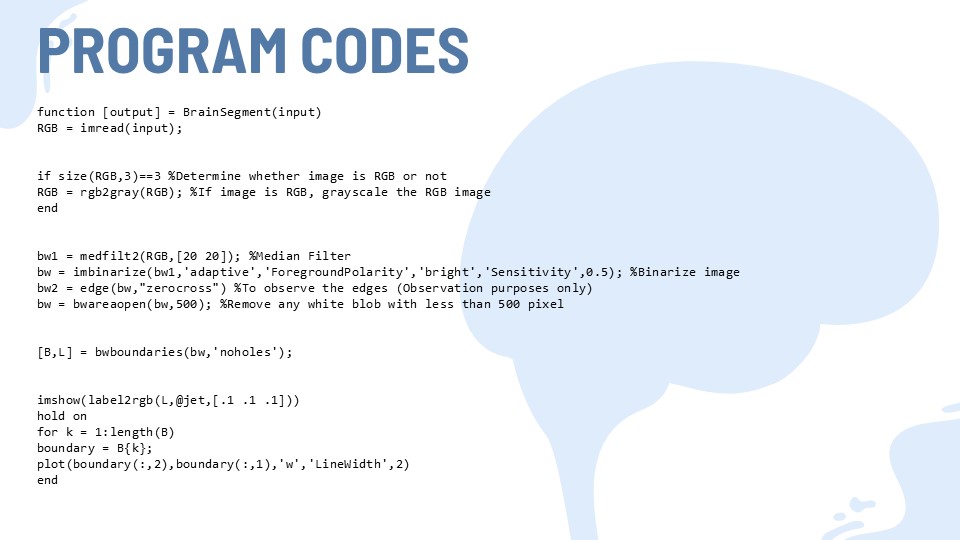 PROGRAM CODES
function [output] = BrainSegment(input)
RGB = imread(input);
if size(RGB,3)==3 %Determine whether image is RGB or not
RGB = rgb2gray(RGB); %If image is RGB, grayscale the RGB image
end
bw1 = medfilt2(RGB,[20 20]); %Median Filter
bw = imbinarize(bw1,'adaptive','ForegroundPolarity','bright','Sensitivity',0.5); %Binarize image
bw2 = edge(bw,"zerocross") %To observe the edges (Observation purposes only)
bw = bwareaopen(bw,500); %Remove any white blob with less than 500 pixel
[B,L] = bwboundaries(bw,'noholes');
imshow(label2rgb(L,@jet,[.1 .1 .1]))
hold on
for k = 1:length(B)
boundary = B{k};
plot(boundary(:,2),boundary(:,1),'w','LineWidth',2)
end